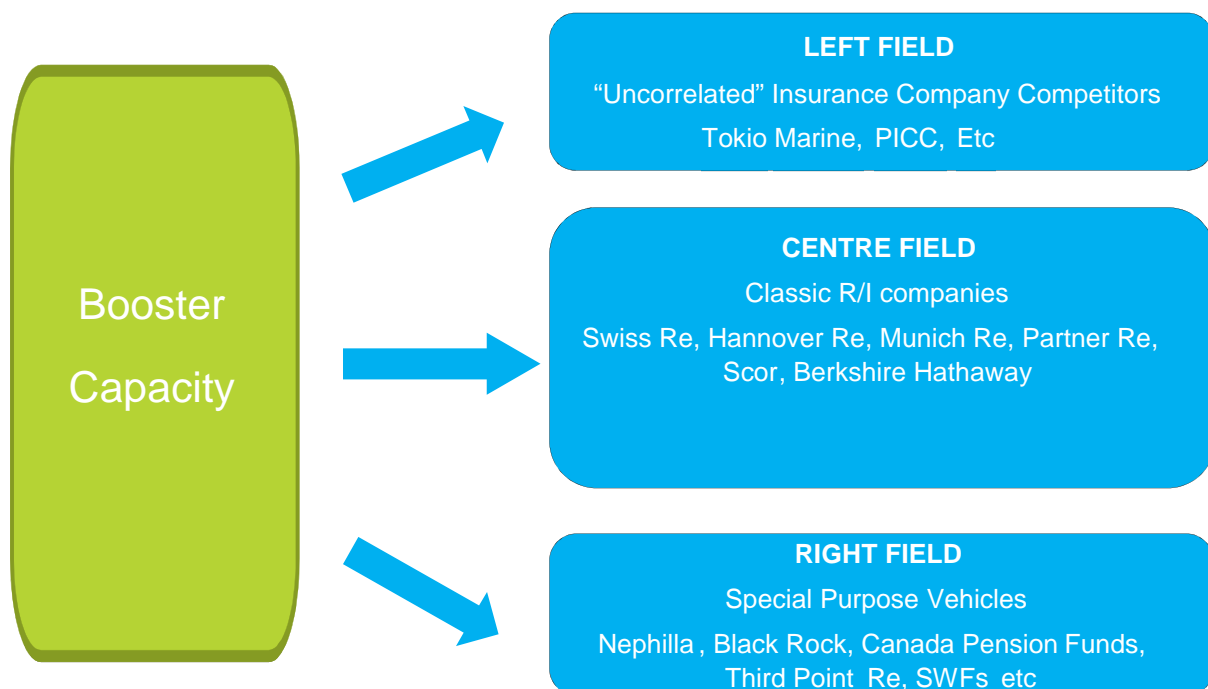 Booster
Capacity
LEFT FIELD
“Uncorrelated” Insurance Company Competitors
Tokio Marine, PICC, Etc
CENTRE FIELD
Classic R/I companies
Swiss Re, Hannover Re, Munich Re, Partner Re,
Scor, Berkshire Hathaway
RIGHT FIELD
Special Purpose Vehicles
Nephilla , Black Rock, Canada Pension Funds,
Third Point Re, SWFs etc